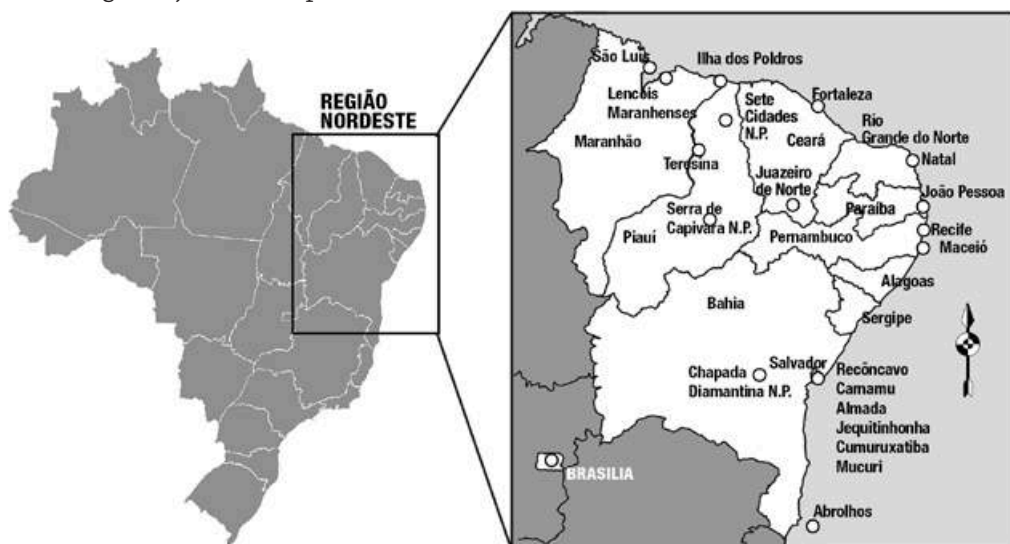 REGIÃO
NORDESTE
São Luis
Ilha dos Poldros
Lencois
Maranhenses
Sete
Cidades
N.P.
Fortaleza
Maranhão
Ceará
Rio
Grande do Norte
Teresina
Natal
Juazeiro
de Norte
João Pessoa
Serra de
Capivara N.P.
Paraíba
Piauí
Pernambuco
Recife
Maceió
Alagoas
Bahia
Sergipe
Chapada
Diamantina N.P.
Salvador
Recôncavo
Camamu
Almada
Jequitinhonha
Cumuruxatiba
Mucuri
BRASILIA
Abrolhos